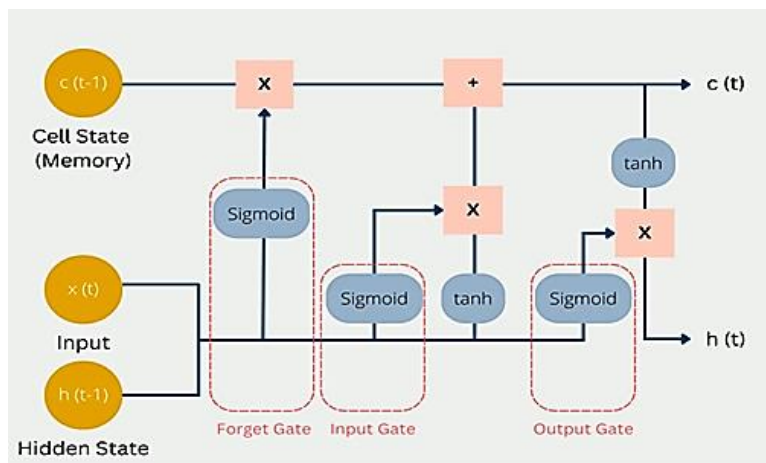 c (t-1)
X
+
c (t)
Cell State
(Memory)
tanh
Sigmoid
X
X
x (t)
Sigmoid
tanh
Sigmoid
Input
h (t)
h (t-1)
Forget Gate
Input Gate
Output Gate
Hidden State